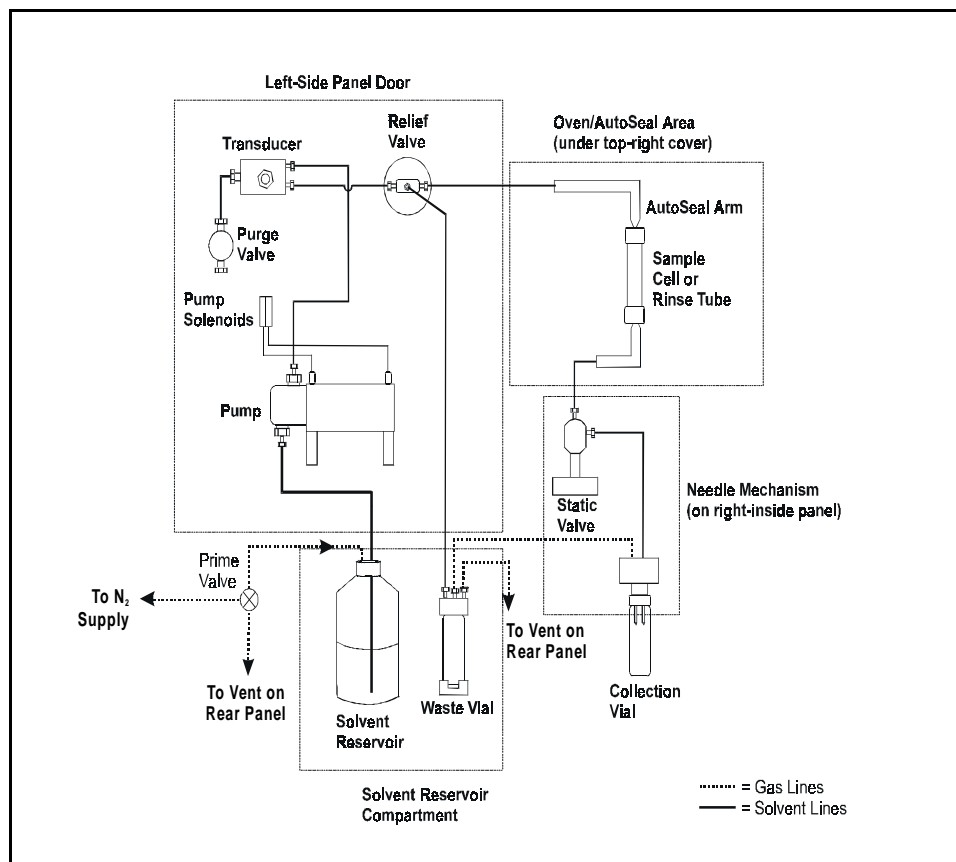 Left-Side Panel Door
Relief
Valve
Transducer
Oven/AutoSeal Area
(under top-right cover)
AutoSeal Arm
Purge
Valve
Sample
Cell or
Rinse Tube
Pump
Solenoids
Pump
Static
Valve
Needle Mechanism
(on right-inside panel)
Prime
Valve
To N₂
Supply
To Vent on
Rear Panel
To Vent on
Rear Panel
Solvent
Reservoir
Waste Vial
Collection
Vial
Solvent Reservoir
Compartment
= Gas Lines
= Solvent Lines